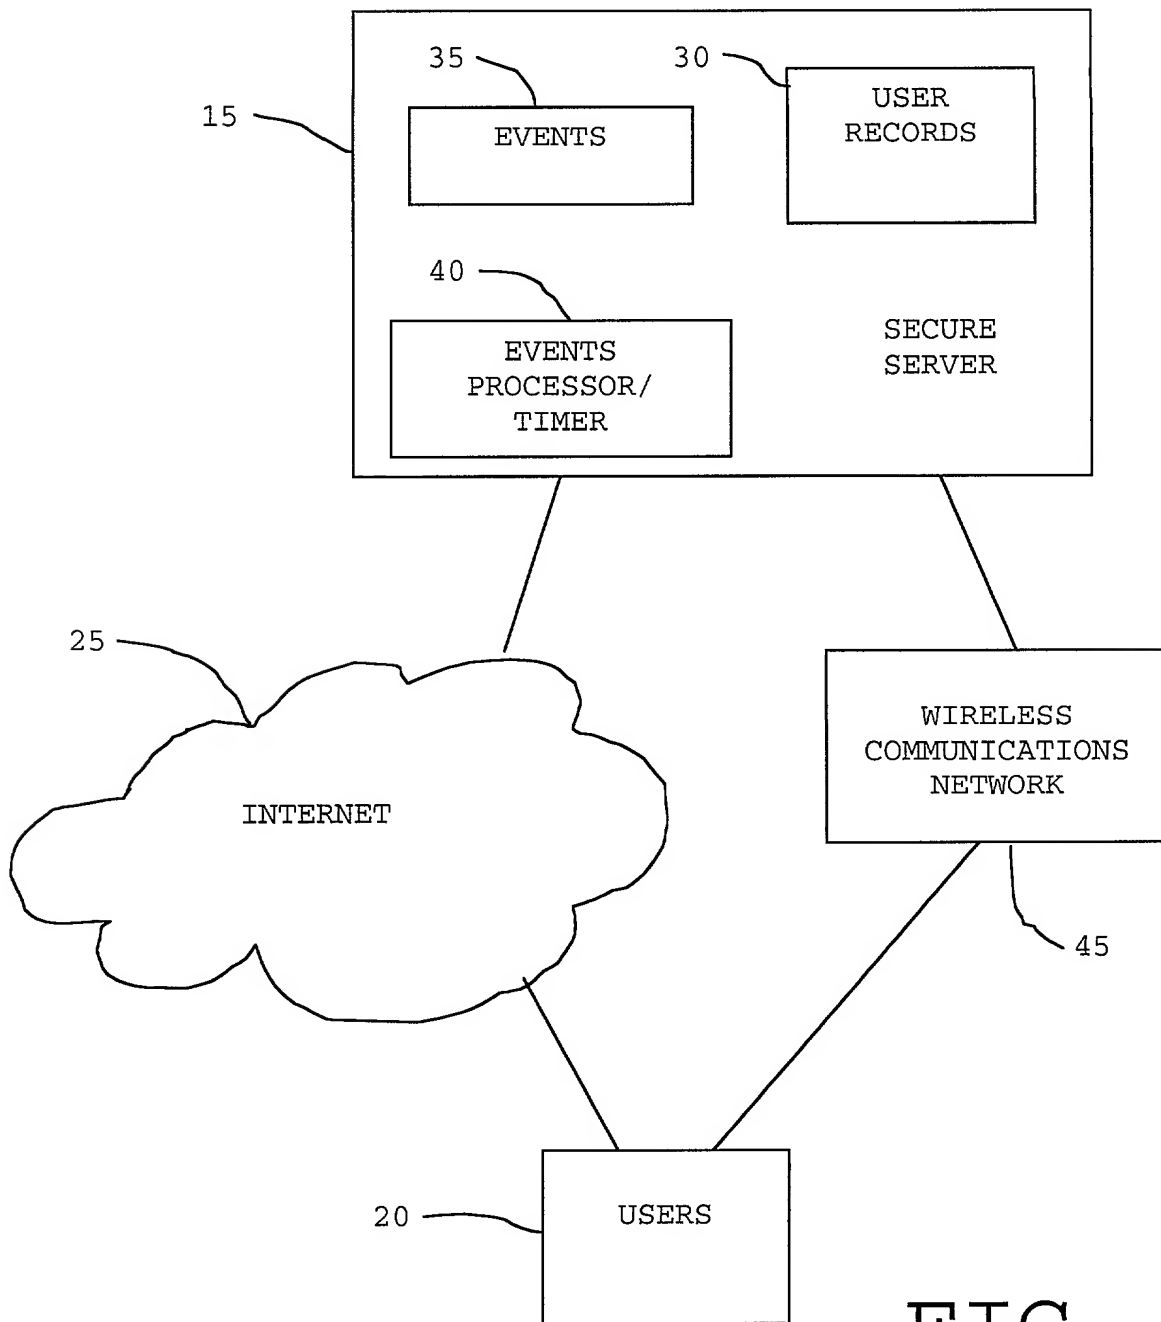 35
30
USER
RECORDS
15
EVENTS
40
EVENTS
PROCESSOR/
TIMER
SECURE
SERVER
25
WIRELESS
COMMUNICATIONS
NETWORK
INTERNET
45
20
USERS
FIG